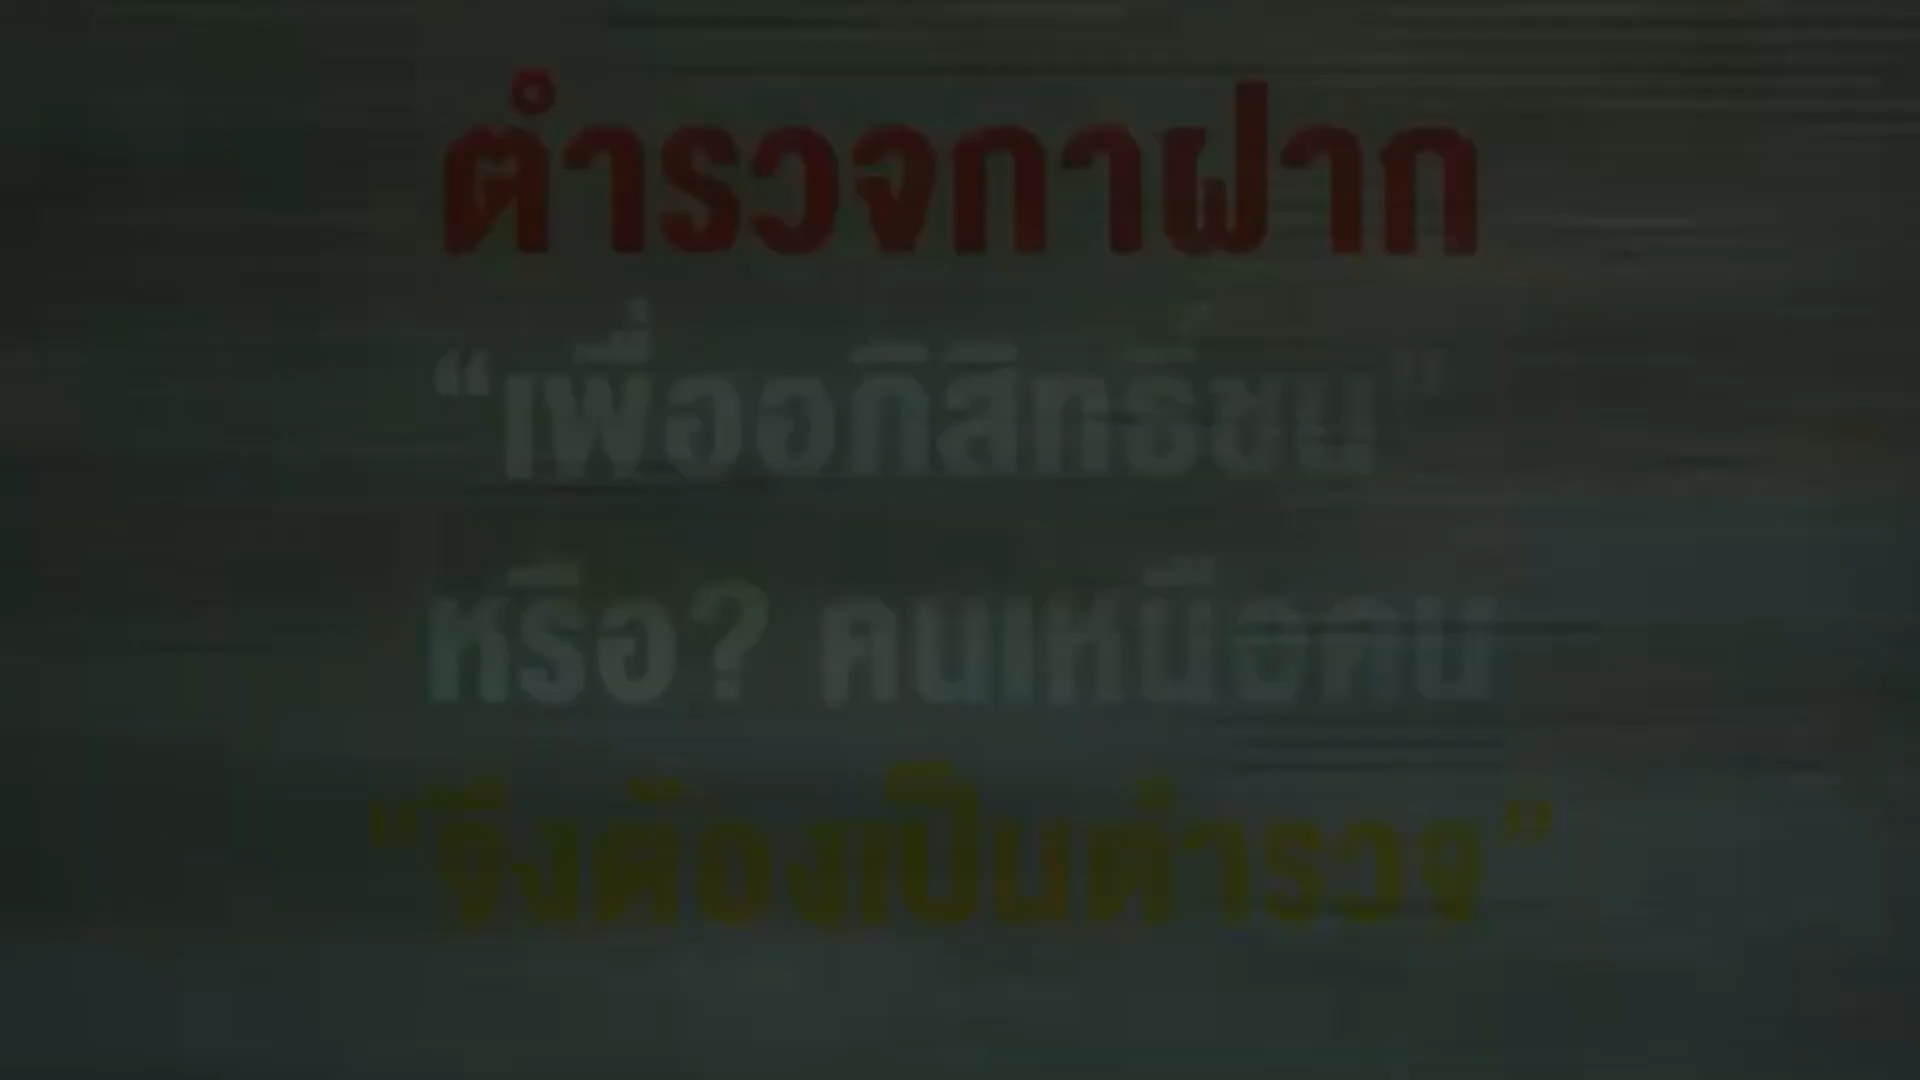 ตำรวจกาฝาก
“เพื่ออภิสิทธิ์ชน”
หรือ? คนเหนือคน
“จึงต้องเป็นตำรวจ”